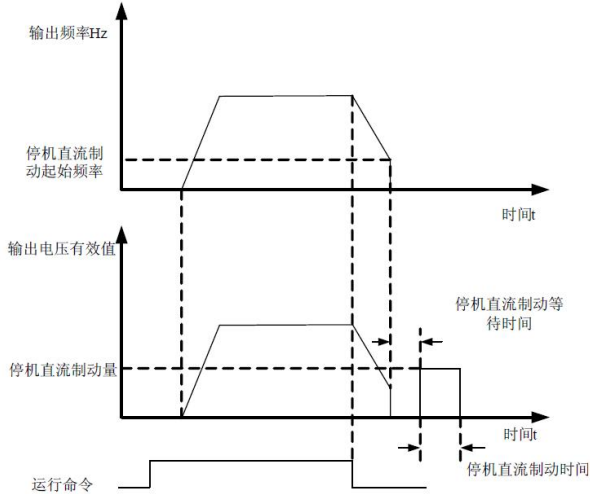 输出频率Hz
停机直流制
动起始频率
时间t
输出电压有效值
停机直流制动等
待时间
停机直流制动量
时间t
停机直流制动时间
运行命令